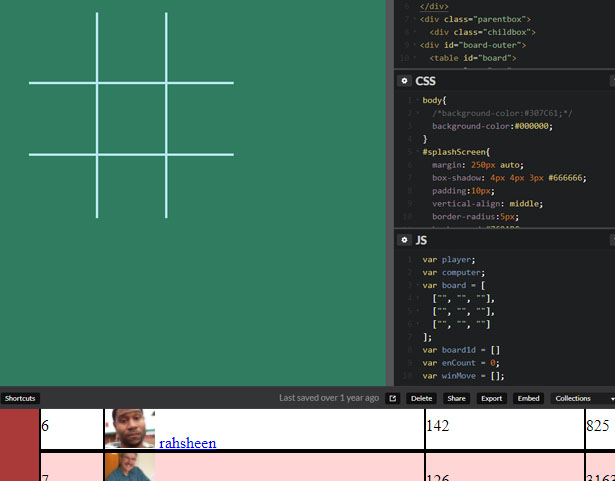 6 </div>
7 <div class="parentbox">
8 <div class="childbox">
9 <div id="board-outer">
10 <table id="board">
CSS
1 body{
2 /*background-color:#307C61;*/
3 background-color:#000000;
4 }
5 #splashScreen{
6 margin: 250px auto;
7 box-shadow: 4px 4px 3px #666666;
8 padding:10px;
9 vertical-align: middle;
10 border-radius:5px;
JS
1 var player;
2 var computer;
3 var board = [
4 ["", "", ""],
5 ["", "", ""],
6 ["", "", ""]
7 ];
8 var board1d = []
9 var enCount = 0;
10 var winMove = [];
Shortcuts Last saved over 1 year ago Delete Share Export Embed Collections
6 rahsheen 142 825
7 126 3163